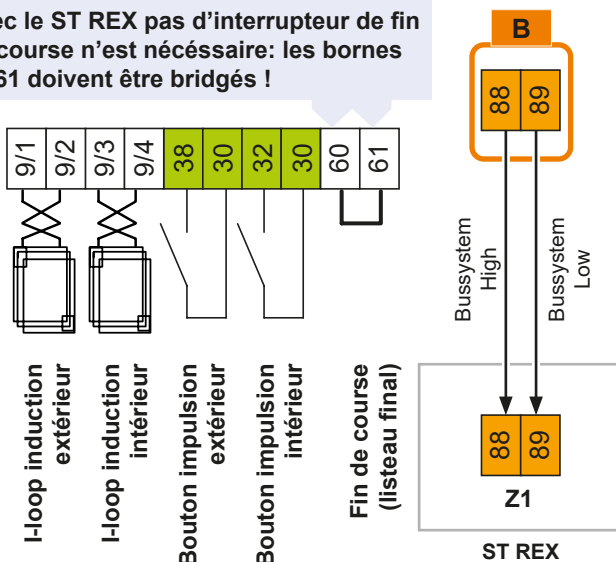 ec le ST REX pas d’interrupteur de fin
course n’est nécéssaire: les bornes
61 doivent être bridgés !
B
88 89
9/1 9/2 9/3 9/4 38 30 32 30 60 61
Bussystem
High
Bussystem
Low
I-loop induction
extérieur
I-loop induction
intérieur
Bouton impulsion
extérieur
Bouton impulsion
intérieur
Fin de course
(listeau final)
88 89
Z1
ST REX